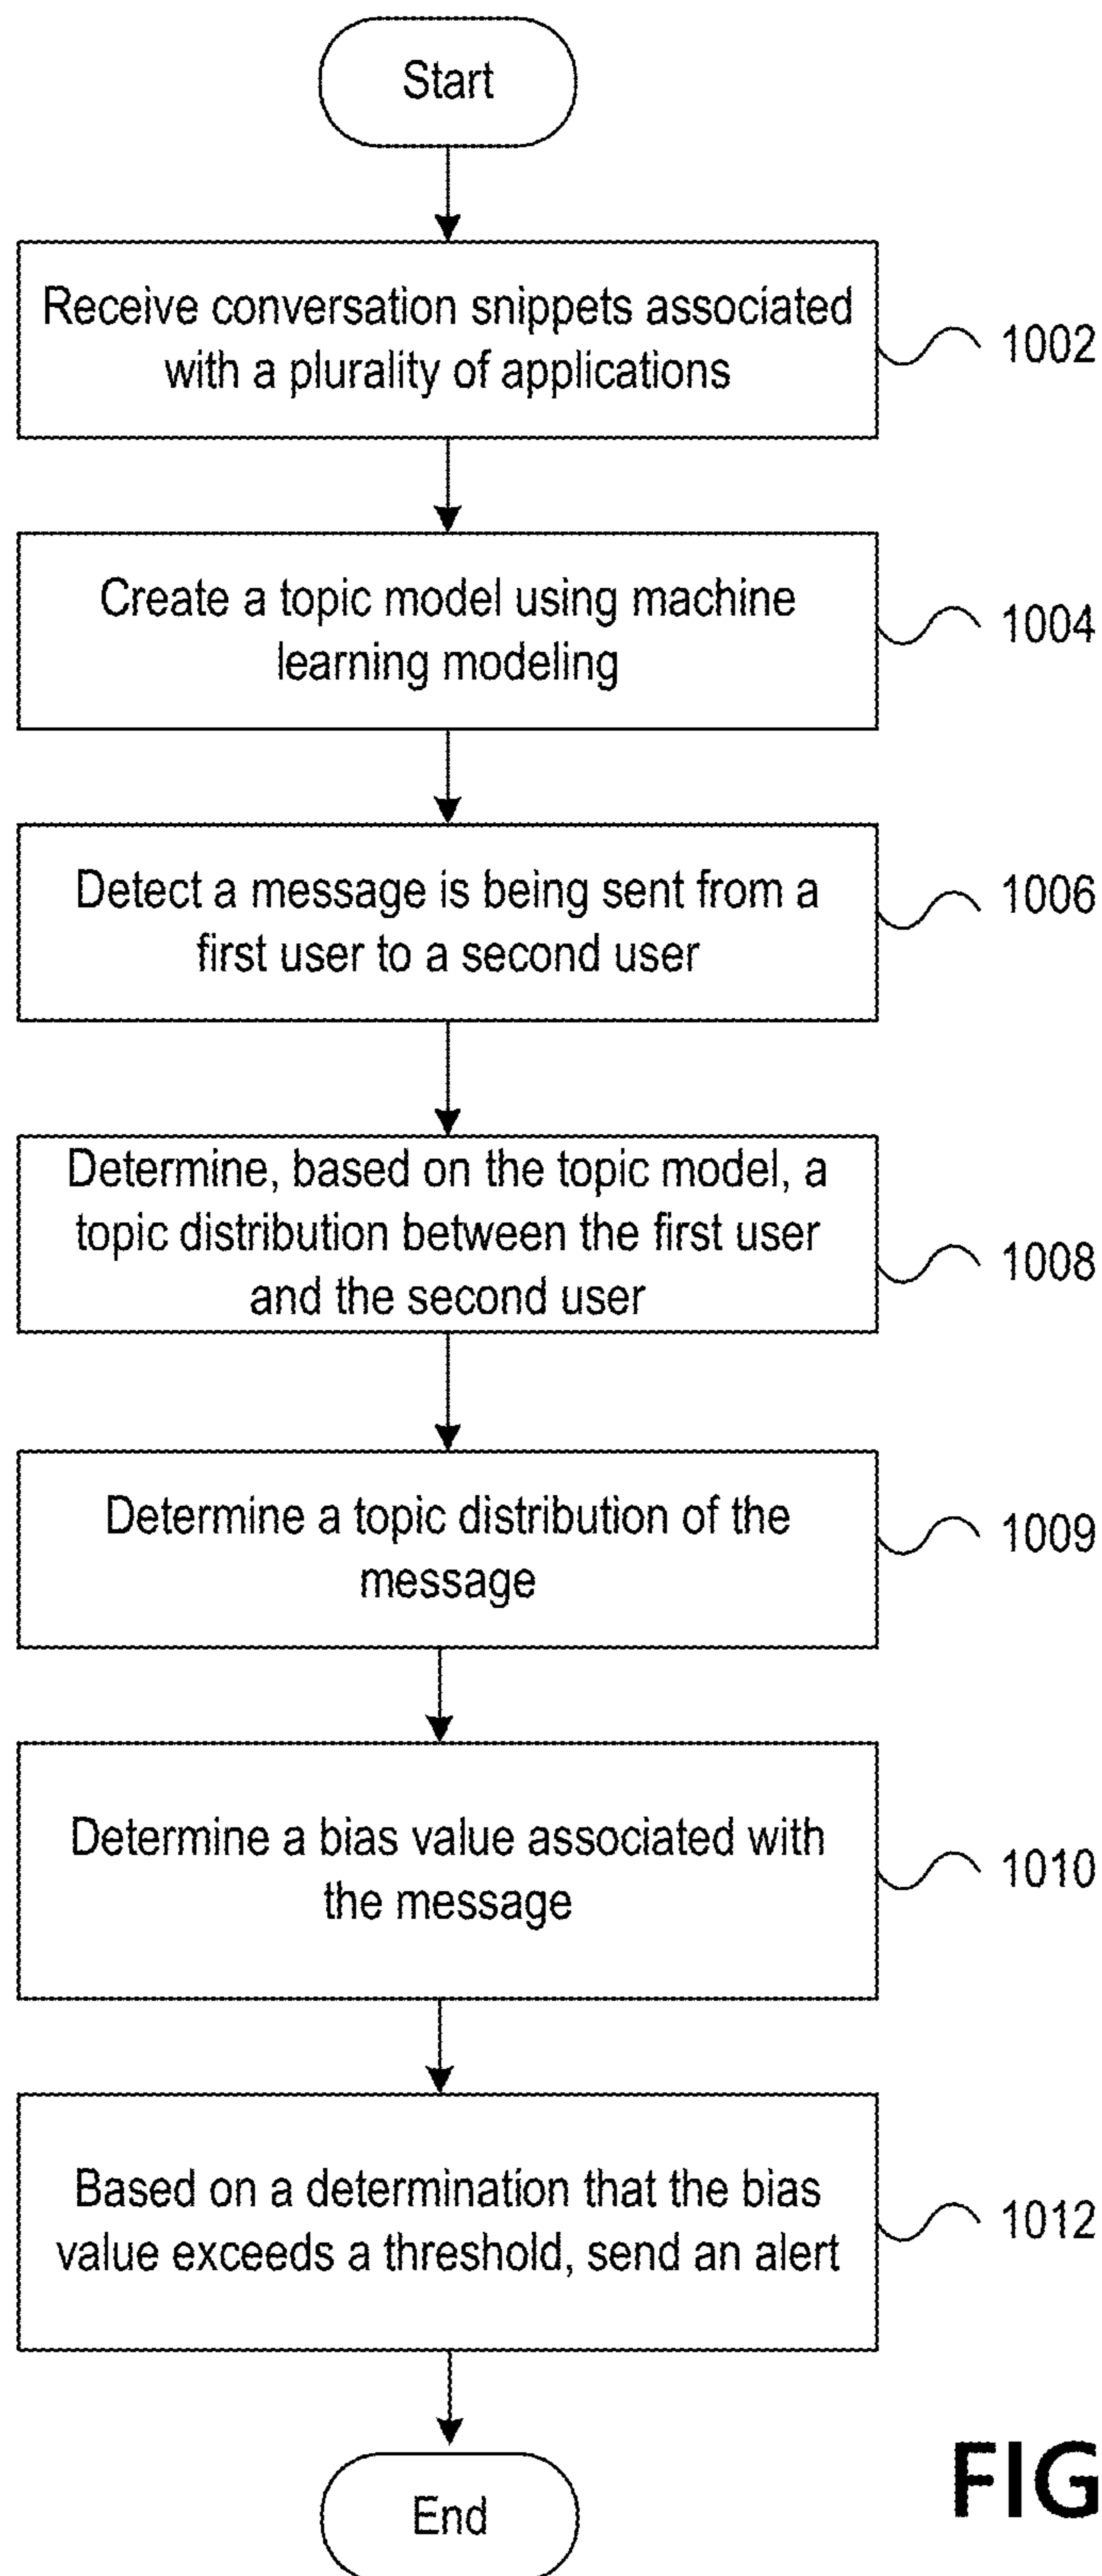 Start
Receive conversation snippets associated
with a plurality of applications
1002
Create a topic model using machine
learning modeling
1004
Detect a message is being sent from a
first user to a second user
1006
Determine, based on the topic model, a
topic distribution between the first user
and the second user
1008
Determine a topic distribution of the
message
1009
Determine a bias value associated with
the message
1010
Based on a determination that the bias
value exceeds a threshold, send an alert
1012
End
FIG